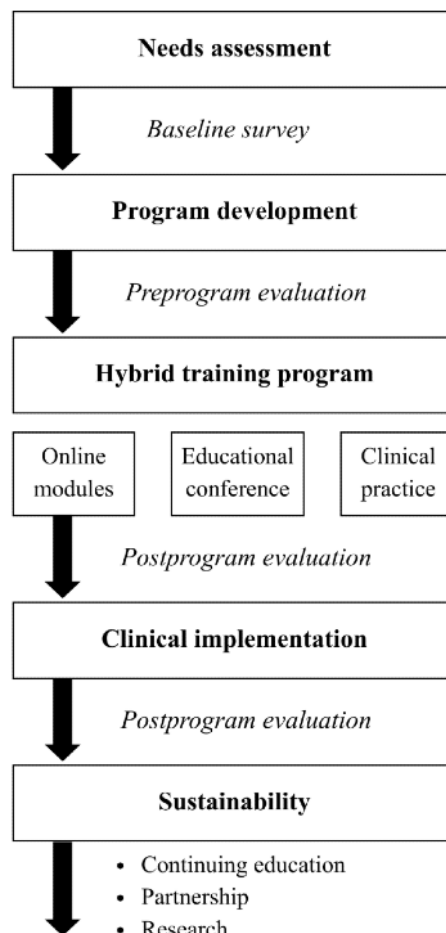 Needs assessment
Baseline survey
Program development
Preprogram evaluation
Hybrid training program
Online
modules
Educational
conference
Clinical
practice
Postprogram evaluation
Clinical implementation
Postprogram evaluation
Sustainability
• Continuing education
• Partnership
• Research